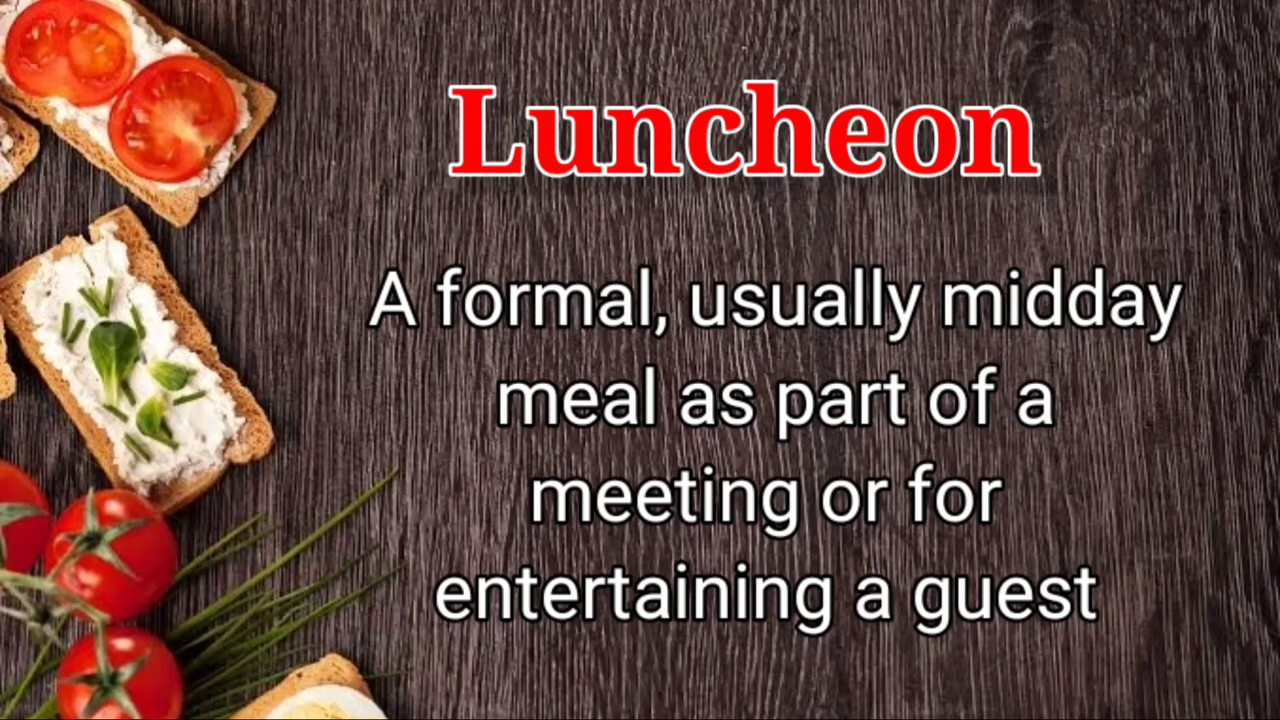 Luncheon
A formal, usually midday
meal as part of a
meeting or for
entertaining a guest